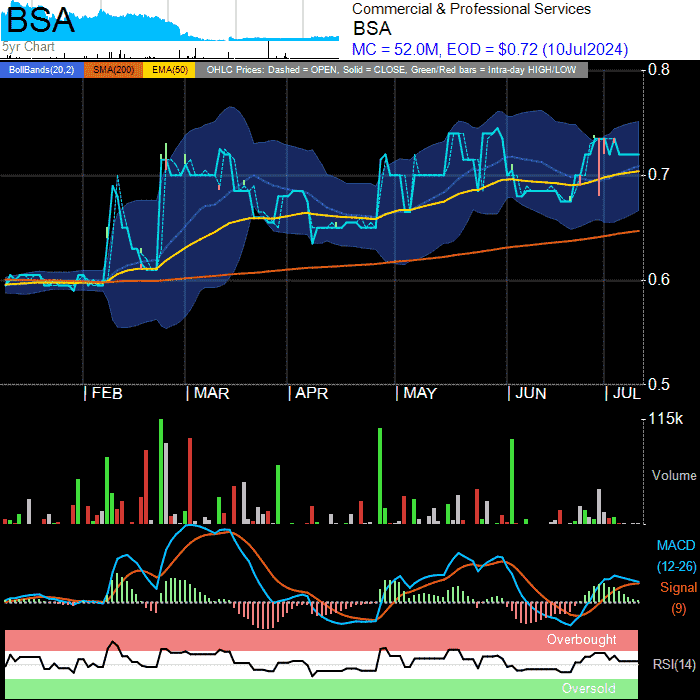 BSA
5yr Chart
Commercial & Professional Services
BSA
MC = 52.0M, EOD = $0.72 (10Jul2024)
BollBands(20,2) SMA(200) EMA(50) OHLC Prices: Dashed = OPEN, Solid = CLOSE, Green/Red bars = Intra-day HIGH/LOW
0.8
0.7
0.6
0.5
FEB MAR APR MAY JUN JUL
115k
Volume
MACD
(12-26)
Signal
(9)
Overbought
RSI(14)
Oversold